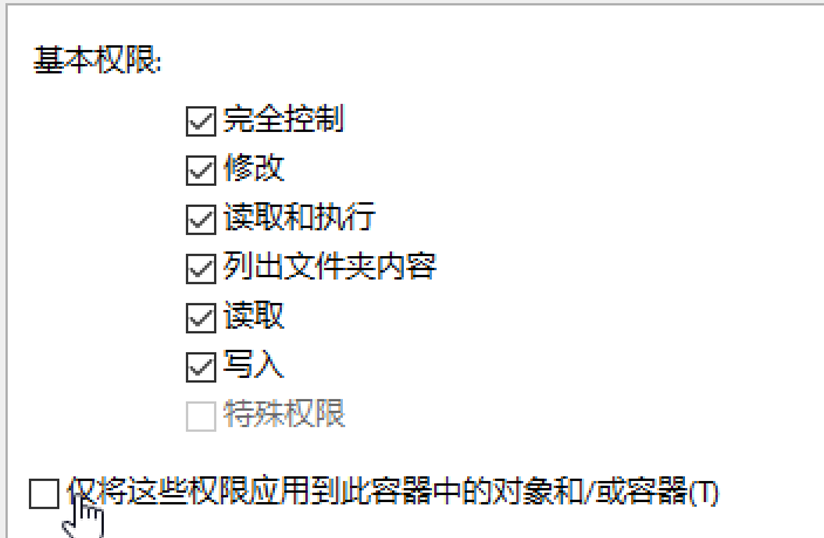 基本权限:
完全控制
修改
读取和执行
列出文件夹内容
读取
写入
特殊权限
仅将这些权限应用到此容器中的对象和/或容器(T)